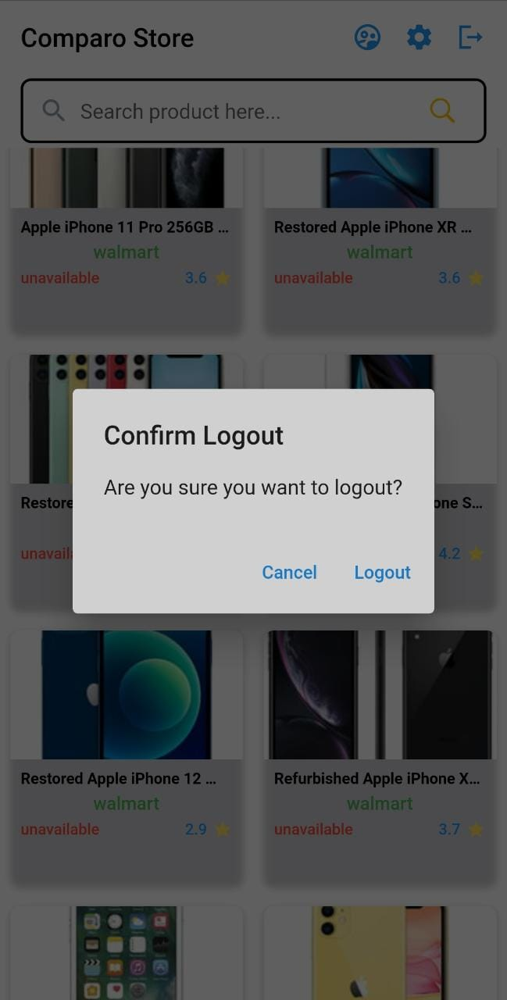 Comparo Store
Search product here...
Apple iPhone 11 Pro 256GB ...
walmart
unavailable 3.6
Restored Apple iPhone XR ...
walmart
unavailable 3.6
Restore
unavail
one S...
4.2
Confirm Logout
Are you sure you want to logout?
Cancel Logout
Restored Apple iPhone 12 ...
walmart
unavailable 2.9
Refurbished Apple iPhone X...
walmart
unavailable 3.7